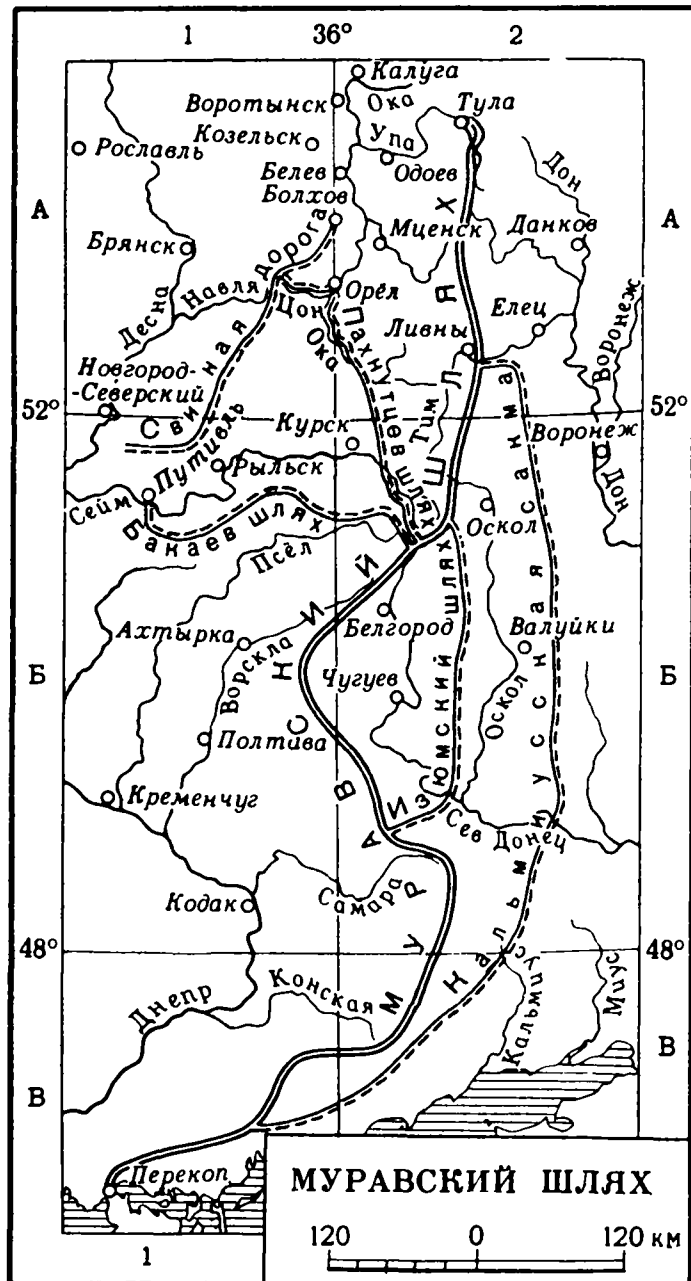 1 36° 2
Калуга
Воротынск
Ока
Тула
Козельск
Упа
Рославль
Одоев
Белев
Дон
Болхов
А
А
Мценск
Данков
Брянск
Навля
Свиная дорога
Цон
Орёл
Десна
Ока
Пахнутцев шлях
Ливны
Елец
Воронеж
Новгород-
-Северский
52°
52°
Тим
Курск
Воронеж
Путивль
Рыльск
Дон
Сейм
Бакаев шлях
Оскол
Псёл
Белгород
Валуйки
Ахтырка
Ворскла
Чугуев
Б
Б
Оскол
Изюмский шлях
Кальмиусская сакма
Полтава
Кременчуг
Сев Донец
Самара
Кодак
МУРАВСКИЙ ШЛЯХ
48°
48°
Конская
Днепр
Кальмиус
Миус
В
В
Перекоп
МУРАВСКИЙ ШЛЯХ
120 0 120 км
1